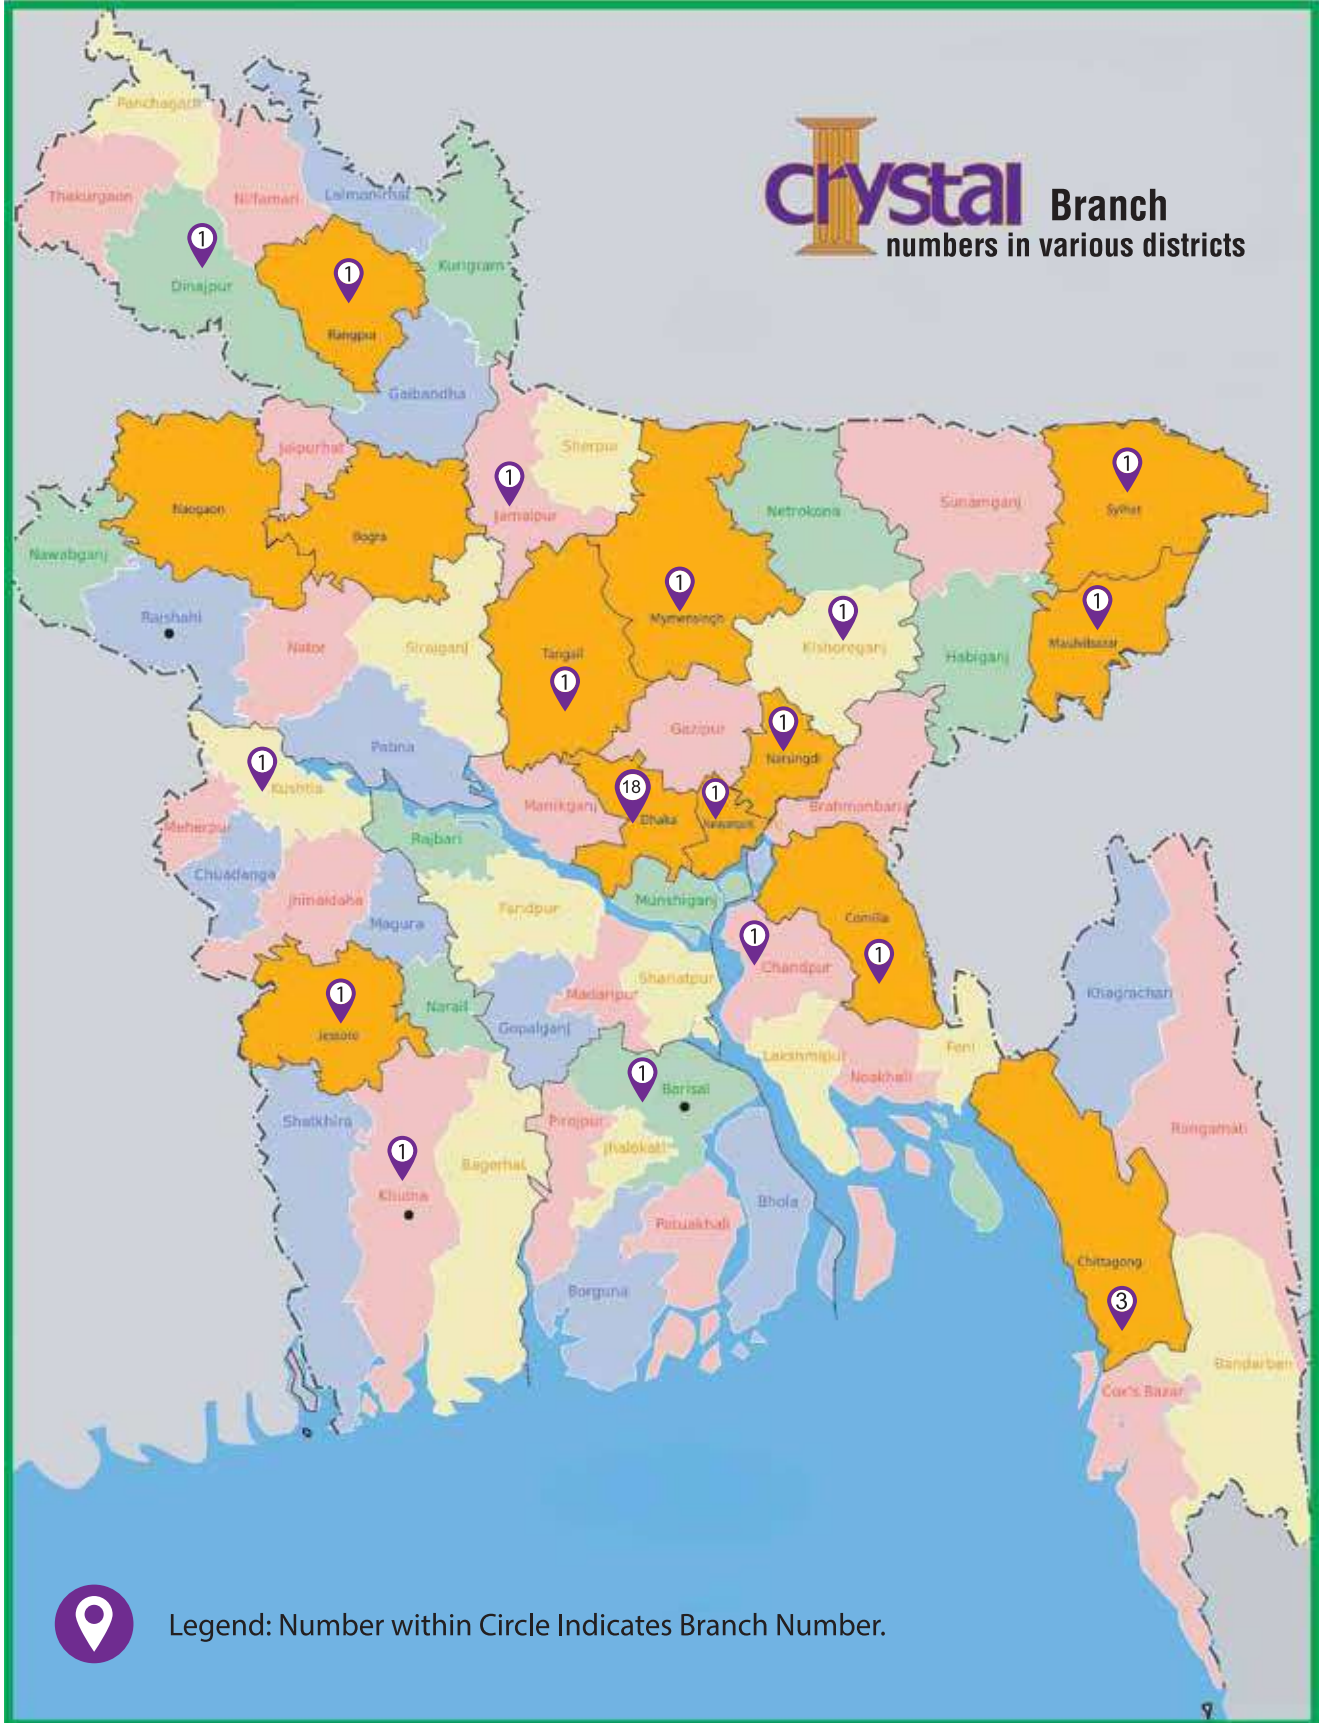 Panchagarh
Thakurgaon
Nilfamari
Lalmonirhat
crystal Branch
numbers in various districts
1
Dinajpur
1
Rangpur
Kurigram
Gaibandha
Jaipurhat
Sherpur
Naogaon
Bogra
1
Jamalpur
Netrokona
Sunamganj
1
Sylhet
Nawabganj
Rajshahi
Nator
Sirajganj
Tangail
1
1
Mymensingh
1
Kishoreganj
Habiganj
1
Maulvibazar
Gazipur
1
Narsingdi
Pabna
1
Kushtia
Manikganj
18
Dhaka
1
Brahmanbaria
Meherpur
Rajbari
Chuadanga
Jhinaidaha
Magura
Faridpur
Munshiganj
Comilla
1
1
Chandpur
Shariatpur
Madaripur
Khagrachari
1
Jessore
Narail
Gopalganj
Lakshmipur
Noakhali
Feni
1
Barisal
Shatkhira
Pirojpur
Jhalokati
Rangamati
1
Khulna
Bagerhat
Bhola
Patuakhali
Borguna
Chittagong
3
Bandarban
Cox's Bazar
Legend: Number within Circle Indicates Branch Number.